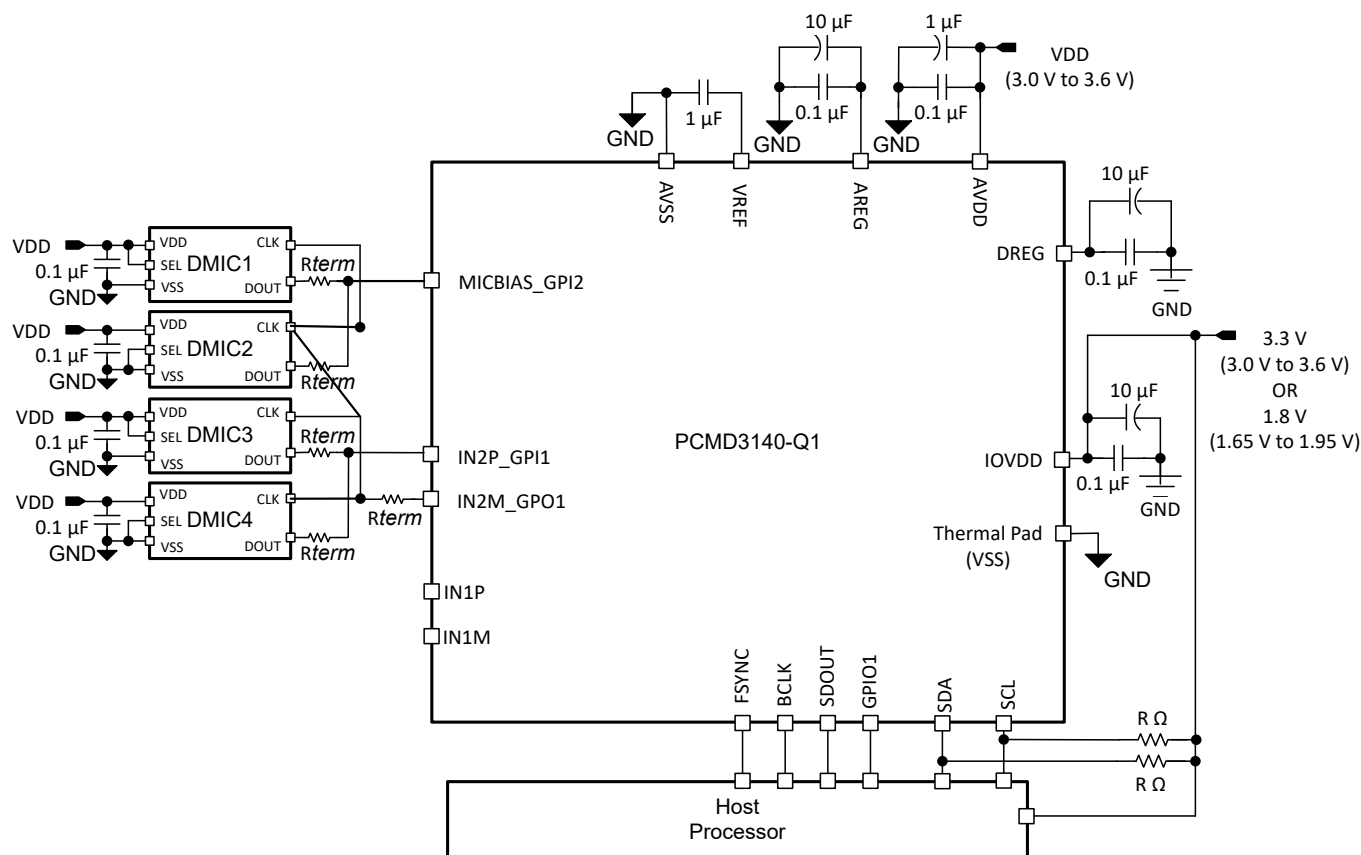 10 µF
1 µF
VDD
(3.0 V to 3.6 V)
1 µF
0.1 µF
0.1 µF
GND
GND
GND
AVSS
VREF
AREG
AVDD
10 µF
DREG
0.1 µF
GND
VDD
0.1 µF
GND
VDD
CLK
SEL
DMIC1
VSS
DOUT
Rterm
MICBIAS_GPI2
VDD
0.1 µF
GND
VDD
CLK
SEL
DMIC2
VSS
DOUT
Rterm
3.3 V
(3.0 V to 3.6 V)
OR
1.8 V
(1.65 V to 1.95 V)
10 µF
IOVDD
0.1 µF
GND
VDD
0.1 µF
GND
VDD
CLK
SEL
DMIC3
VSS
DOUT
Rterm
IN2P_GPI1
PCMD3140-Q1
VDD
0.1 µF
GND
VDD
CLK
SEL
DMIC4
VSS
DOUT
Rterm
Rterm
IN2M_GPO1
Thermal Pad
(VSS)
GND
IN1P
IN1M
FSYNC
BCLK
SDOUT
GPIO1
SDA
SCL
R Ω
R Ω
Host
Processor